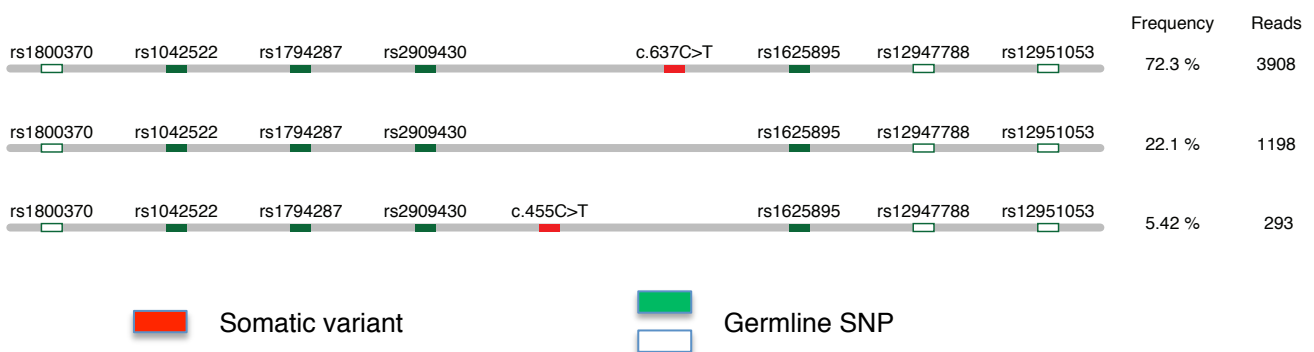 Frequency Reads
rs1800370 rs1042522 rs1794287 rs2909430 c.637C>T rs1625895 rs12947788 rs12951053 72.3 % 3908
rs1800370 rs1042522 rs1794287 rs2909430 rs1625895 rs12947788 rs12951053 22.1 % 1198
rs1800370 rs1042522 rs1794287 rs2909430 c.455C>T rs1625895 rs12947788 rs12951053 5.42 % 293
Somatic variant Germline SNP